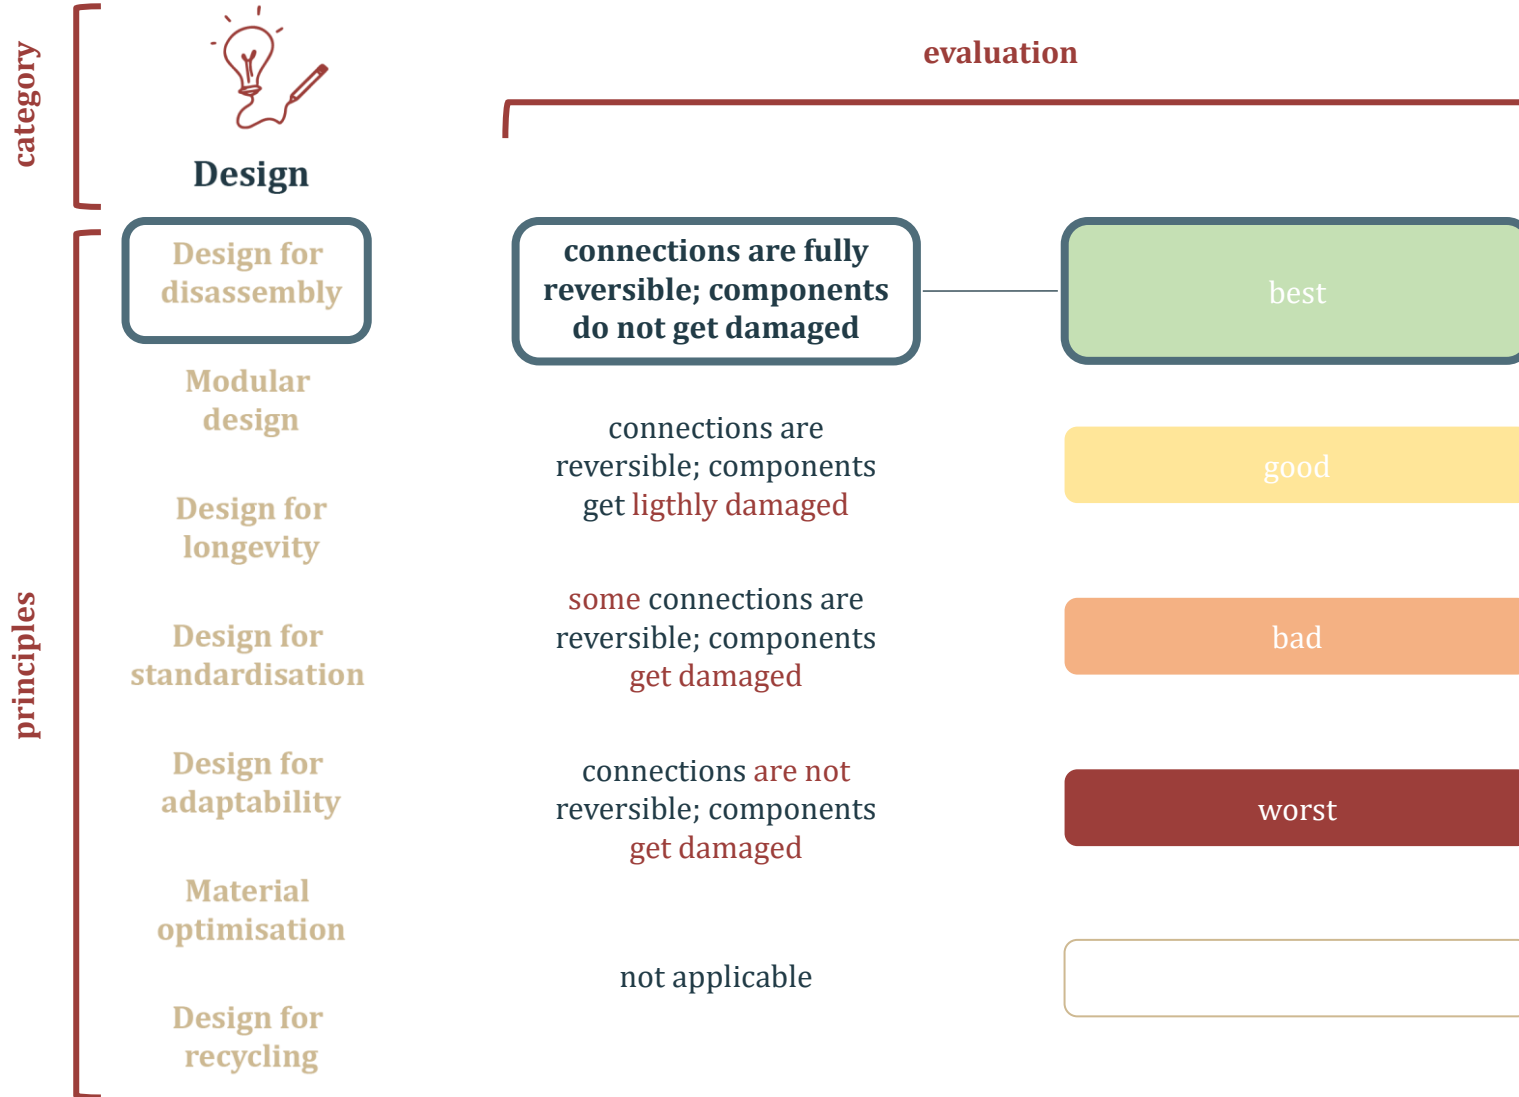 category
evaluation
Design
principles
Design for
disassembly
Modular
design
Design for
longevity
Design for
standardisation
Design for
adaptability
Material
optimisation
Design for
recycling
connections are fully
reversible; components
do not get damaged
best
connections are
reversible; components
get ligthly damaged
good
some connections are
reversible; components
get damaged
bad
connections are not
reversible; components
get damaged
worst
not applicable